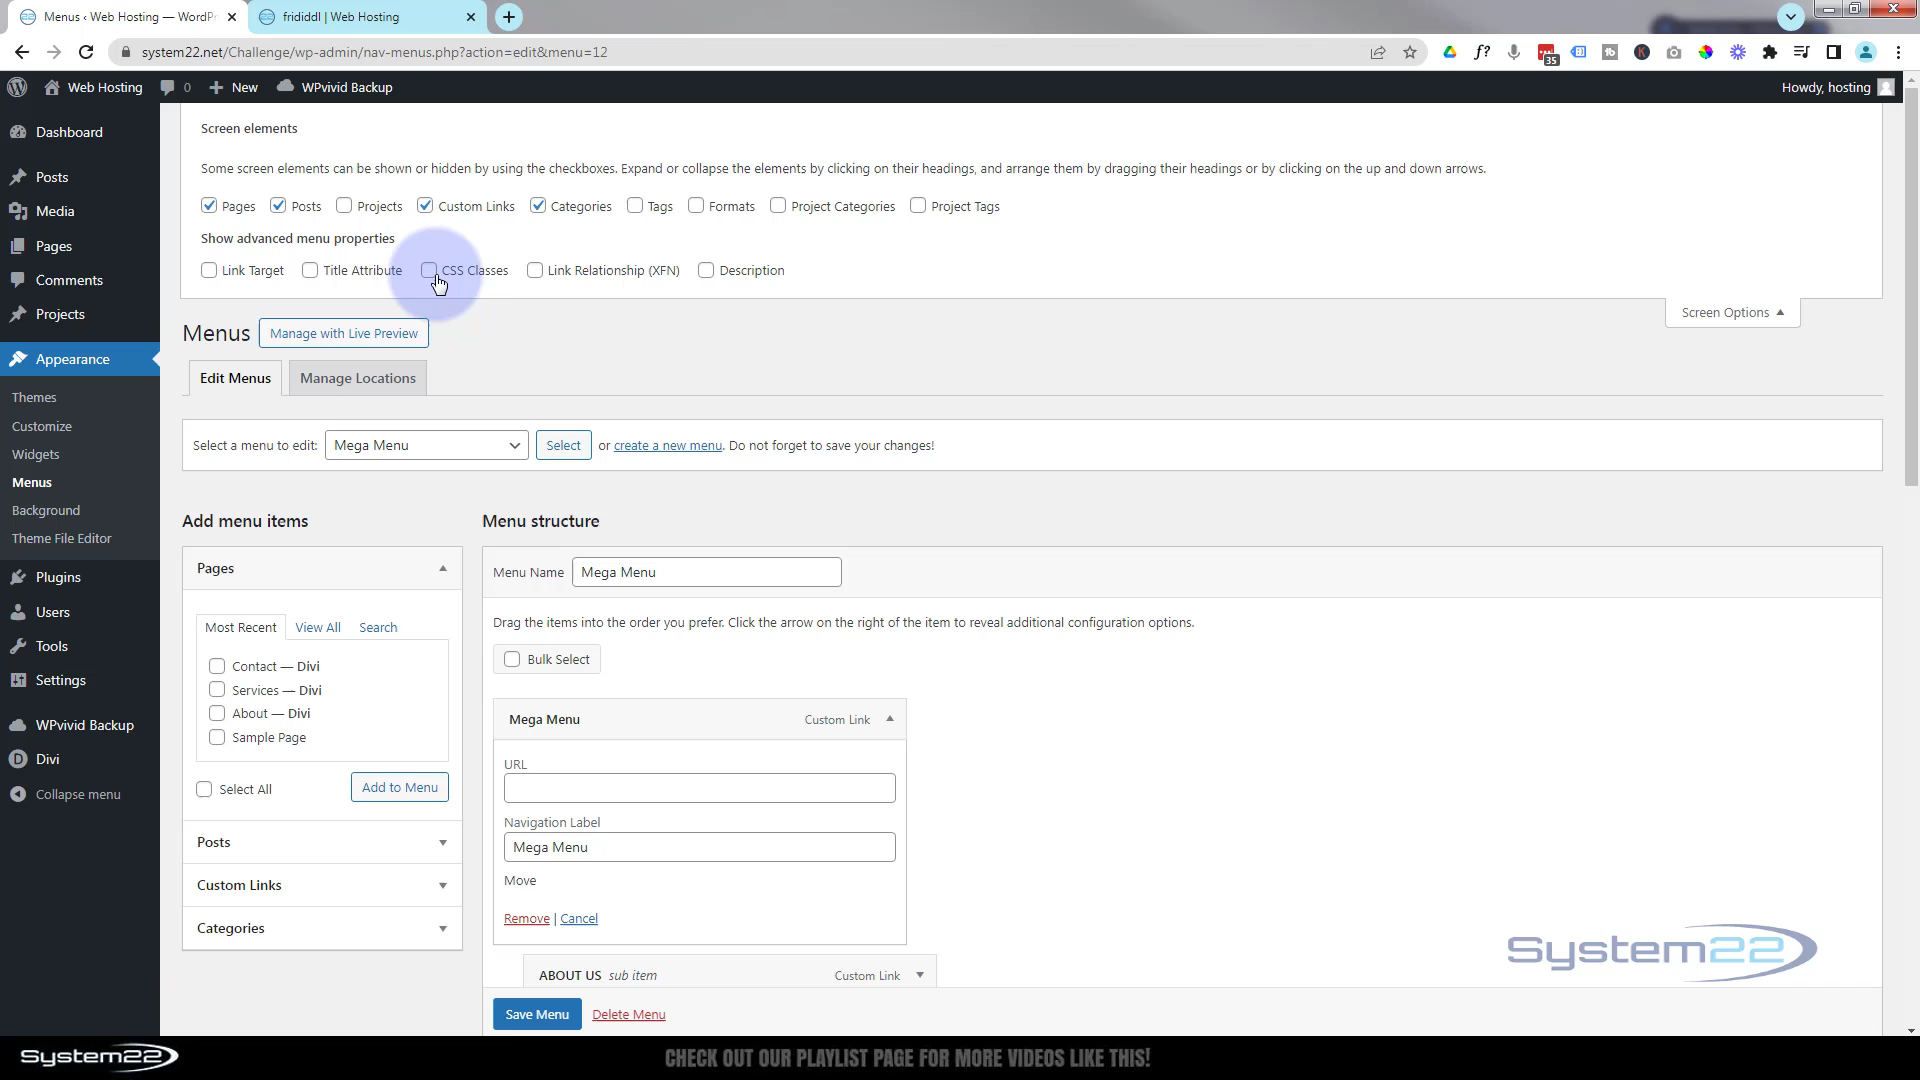 Menus ‹ Web Hosting — WordPr
frididdl | Web Hosting
system22.net/Challenge/wp-admin/nav-menus.php?action=edit&menu=12
f?
35
Web Hosting 0 New WPvivid Backup
Howdy, hosting
Dashboard
Posts
Media
Pages
Comments
Projects
Appearance
Themes
Customize
Widgets
Menus
Background
Theme File Editor
Plugins
Users
Tools
Settings
WPvivid Backup
Divi
Collapse menu
Screen elements
Some screen elements can be shown or hidden by using the checkboxes. Expand or collapse the elements by clicking on their headings, and arrange them by dragging their headings or by clicking on the up and down arrows.
Pages Posts Projects Custom Links Categories Tags Formats Project Categories Project Tags
Show advanced menu properties
Link Target Title Attribute CSS Classes Link Relationship (XFN) Description
Screen Options
Menus Manage with Live Preview
Edit Menus Manage Locations
Select a menu to edit: Mega Menu Select or create a new menu. Do not forget to save your changes!
Add menu items
Pages
Most Recent View All Search
Contact — Divi
Services — Divi
About — Divi
Sample Page
Select All Add to Menu
Posts
Custom Links
Categories
Menu structure
Menu Name Mega Menu
Drag the items into the order you prefer. Click the arrow on the right of the item to reveal additional configuration options.
Bulk Select
Mega Menu Custom Link
URL
Navigation Label
Mega Menu
Move
Remove | Cancel
ABOUT US sub item Custom Link
Save Menu Delete Menu
System22
System22
CHECK OUT OUR PLAYLIST PAGE FOR MORE VIDEOS LIKE THIS!